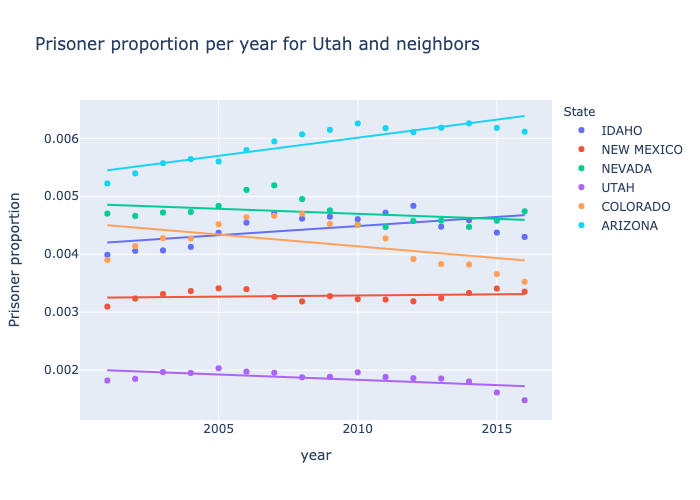 Prisoner proportion per year for Utah and neighbors
State
IDAHO
NEW MEXICO
NEVADA
UTAH
COLORADO
ARIZONA
Prisoner proportion
0.006
0.005
0.004
0.003
0.002
2005
2010
2015
year